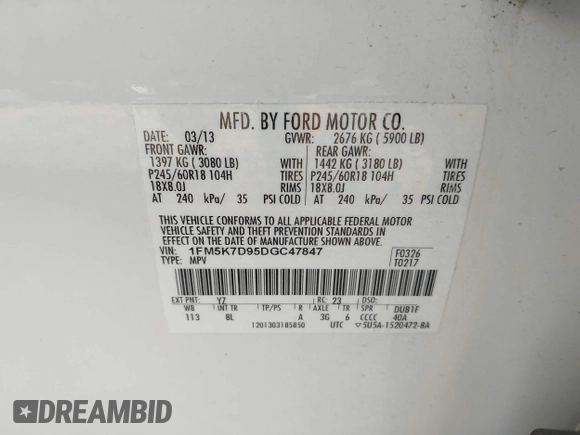 MFD. BY FORD MOTOR CO.
DATE: 03/13 GVWR: 2676 KG ( 5900 LB)
FRONT GAWR: REAR GAWR:
1397 KG ( 3080 LB) WITH 1442 KG ( 3180 LB) WITH
P245/60R18 104H TIRES P245/60R18 104H TIRES
18X8.0J RIMS 18X8.0J RIMS
AT 240 kPa/ 35 PSI COLD AT 240 kPa/ 35 PSI COLD
THIS VEHICLE CONFORMS TO ALL APPLICABLE FEDERAL MOTOR
VEHICLE SAFETY AND THEFT PREVENTION STANDARDS IN
EFFECT ON THE DATE OF MANUFACTURE SHOWN ABOVE.
VIN: 1FM5K7D95DGC47847 F0326
TYPE: MPV T0217
EXT PNT: YZ RC: 23 DSO:
WB INT TR TP/PS R AXLE TR SPR DUB1F
113 8L A 3G 6 CCCC 40A
1201303185850 UTC ▽5U5A-1520472-BA
DREAMBID